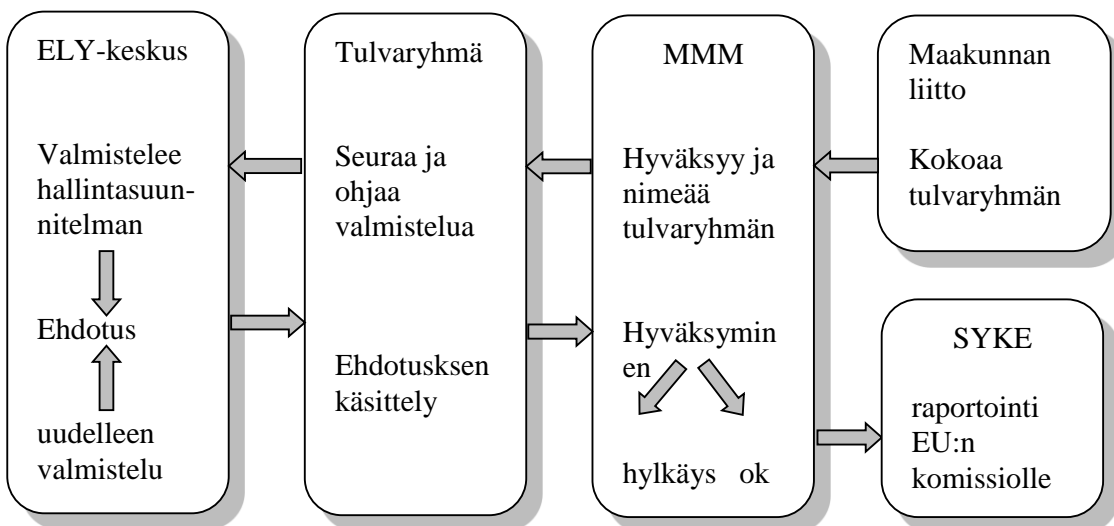 ELY-keskus
Valmistelee
hallintasuun-
nitelman
Ehdotus
uudelleen
valmistelu
Tulvaryhmä
Seuraa ja
ohjaa
valmistelua
Ehdotusksen
käsittely
MMM
Hyväksyy ja
nimeää
tulvaryhmän
Hyväksymin
en
hylkäys ok
Maakunnan
liitto
Kokoaa
tulvaryhmän
SYKE
raportointi
EU:n
komissiolle